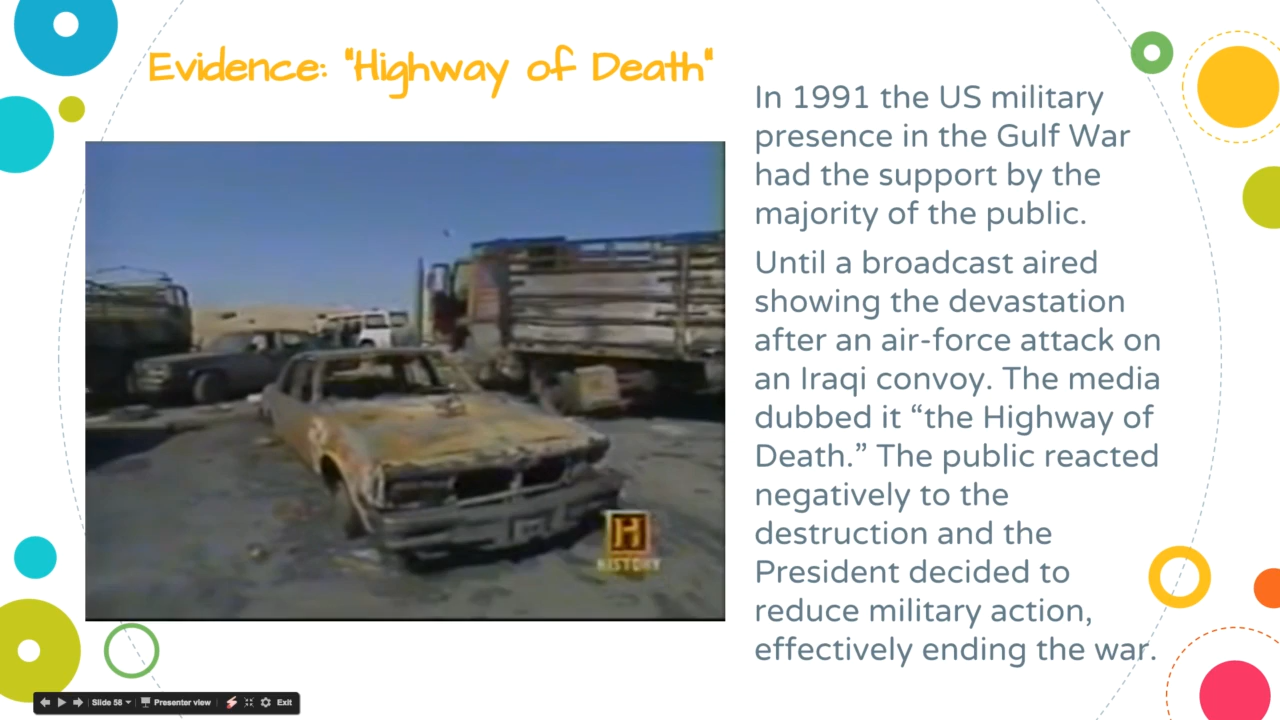 Evidence: "Highway of Death"
In 1991 the US military
presence in the Gulf War
had the support by the
majority of the public.
Until a broadcast aired
showing the devastation
after an air-force attack on
an Iraqi convoy. The media
dubbed it “the Highway of
Death.” The public reacted
negatively to the
destruction and the
President decided to
reduce military action,
effectively ending the war.
H
HISTORY
Slide 58
Presenter view
Exit